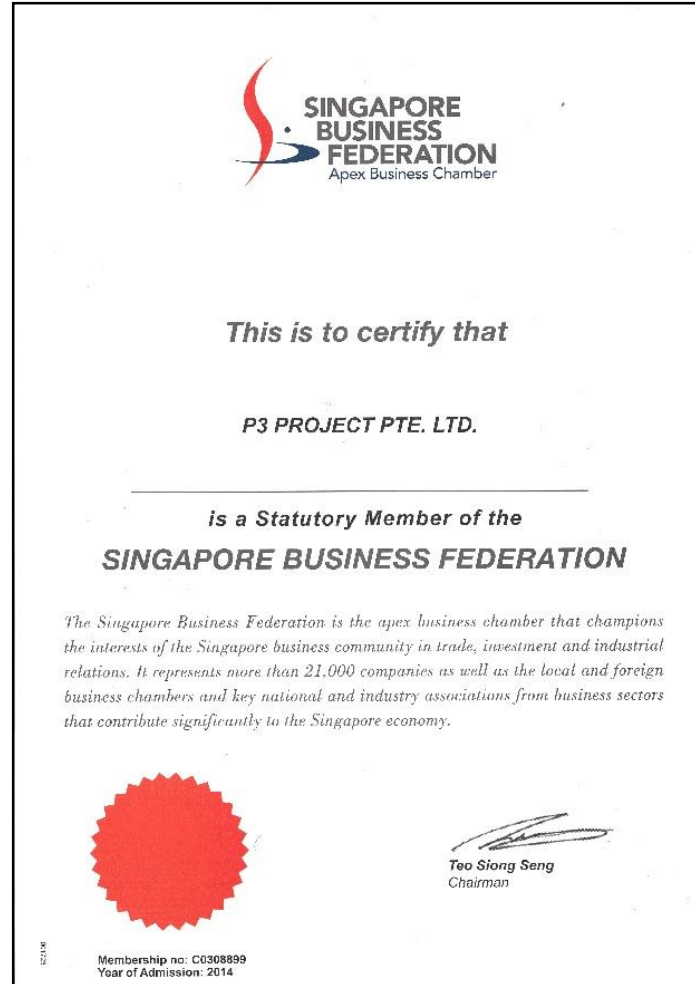 SINGAPORE
BUSINESS
FEDERATION
Apex Business Chamber
This is to certify that
P3 PROJECT PTE. LTD.
is a Statutory Member of the
SINGAPORE BUSINESS FEDERATION
The Singapore Business Federation is the apex business chamber that champions
the interests of the Singapore business community in trade, investment and industrial
relations. It represents more than 21,000 companies as well as the local and foreign
business chambers and key national and industry associations from business sectors
that contribute significantly to the Singapore economy.
Teo Siong Seng
Chairman
Membership no: C0308899
Year of Admission: 2014